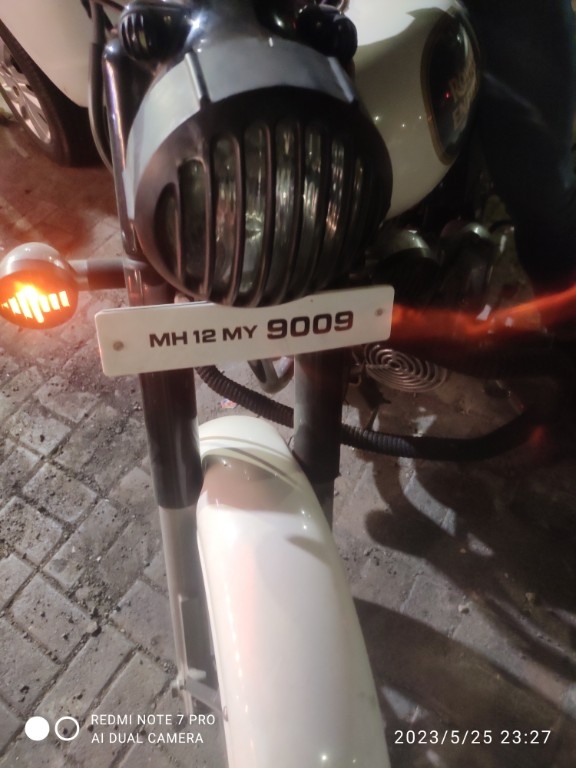 MH 12 MY 9009
REDMI NOTE 7 PRO
AI DUAL CAMERA
2023/5/25 23:27